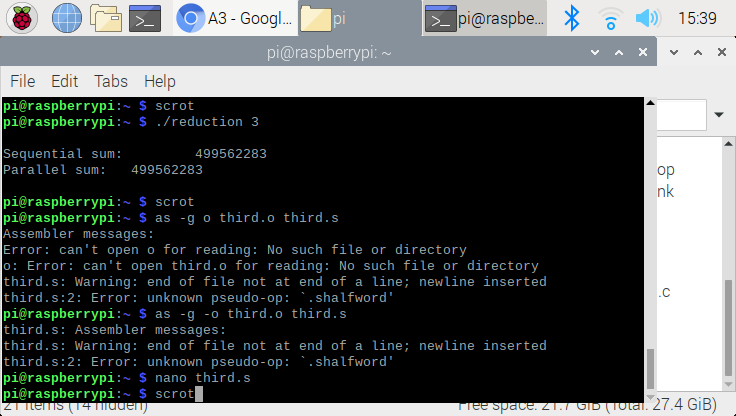 A3 - Googl...
pi
pi@raspbe...
15:39
pi@raspberrypi: ~
File Edit Tabs Help
pi@raspberrypi:~ $ scrot
pi@raspberrypi:~ $ ./reduction 3
Sequential sum: 499562283
Parallel sum: 499562283
pi@raspberrypi:~ $ scrot
pi@raspberrypi:~ $ as -g o third.o third.s
Assembler messages:
Error: can't open o for reading: No such file or directory
o: Error: can't open third.o for reading: No such file or directory
third.s: Warning: end of file not at end of a line; newline inserted
third.s:2: Error: unknown pseudo-op: `.shalfword'
pi@raspberrypi:~ $ as -g -o third.o third.s
third.s: Assembler messages:
third.s: Warning: end of file not at end of a line; newline inserted
third.s:2: Error: unknown pseudo-op: `.shalfword'
pi@raspberrypi:~ $ nano third.s
pi@raspberrypi:~ $ scrot
op
nk
.c
21 items (14 hidden)
Free space: 21.7 GiB (Total: 27.4 GiB)